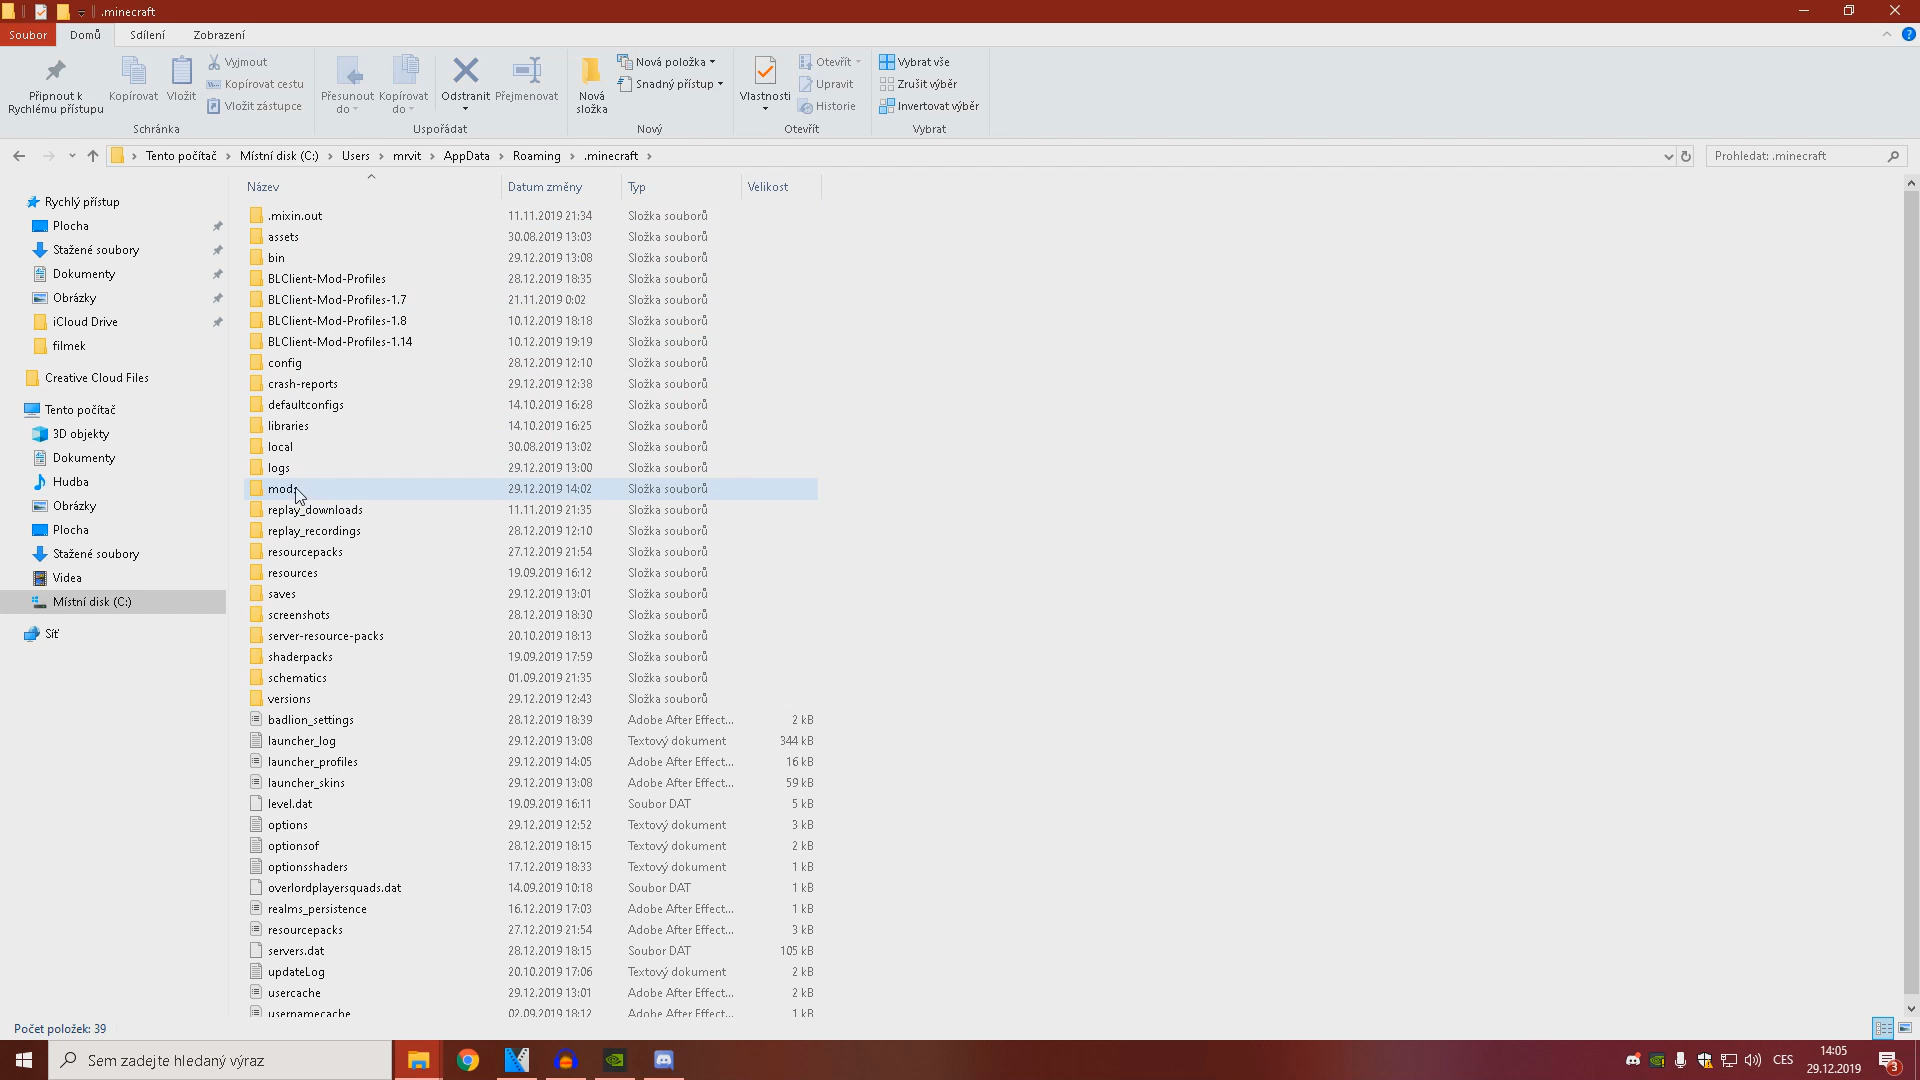 .minecraft
Soubor Domů Sdílení Zobrazení
Připnout k Rychlému přístupu
Kopírovat
Vložit
Vyjmout
Kopírovat cestu
Vložit zástupce
Schránka
Přesunout do
Kopírovat do
Odstranit
Přejmenovat
Uspořádat
Nová složka
Nová položka
Snadný přístup
Nový
Vlastnosti
Otevřít
Upravit
Historie
Otevřít
Vybrat vše
Zrušit výběr
Invertovat výběr
Vybrat
Tento počítač Místní disk (C:) Users mrvit AppData Roaming .minecraft
Prohledat: .minecraft
Rychlý přístup
Plocha
Stažené soubory
Dokumenty
Obrázky
iCloud Drive
filmek
Creative Cloud Files
Tento počítač
3D objekty
Dokumenty
Hudba
Obrázky
Plocha
Stažené soubory
Videa
Místní disk (C:)
Síť
Název Datum změny Typ Velikost
.mixin.out 11.11.2019 21:34 Složka souborů
assets 30.08.2019 13:03 Složka souborů
bin 29.12.2019 13:08 Složka souborů
BLClient-Mod-Profiles 28.12.2019 18:35 Složka souborů
BLClient-Mod-Profiles-1.7 21.11.2019 0:02 Složka souborů
BLClient-Mod-Profiles-1.8 10.12.2019 18:18 Složka souborů
BLClient-Mod-Profiles-1.14 10.12.2019 19:19 Složka souborů
config 28.12.2019 12:10 Složka souborů
crash-reports 29.12.2019 12:38 Složka souborů
defaultconfigs 14.10.2019 16:28 Složka souborů
libraries 14.10.2019 16:25 Složka souborů
local 30.08.2019 13:02 Složka souborů
logs 29.12.2019 13:00 Složka souborů
mods 29.12.2019 14:02 Složka souborů
replay_downloads 11.11.2019 21:35 Složka souborů
replay_recordings 28.12.2019 12:10 Složka souborů
resourcepacks 27.12.2019 21:54 Složka souborů
resources 19.09.2019 16:12 Složka souborů
saves 29.12.2019 13:01 Složka souborů
screenshots 28.12.2019 18:30 Složka souborů
server-resource-packs 20.10.2019 18:13 Složka souborů
shaderpacks 19.09.2019 17:59 Složka souborů
schematics 01.09.2019 21:35 Složka souborů
versions 29.12.2019 12:43 Složka souborů
badlion_settings 28.12.2019 18:39 Adobe After Effect... 2 kB
launcher_log 29.12.2019 13:08 Textový dokument 344 kB
launcher_profiles 29.12.2019 14:05 Adobe After Effect... 16 kB
launcher_skins 29.12.2019 13:08 Adobe After Effect... 59 kB
level.dat 19.09.2019 16:11 Soubor DAT 5 kB
options 29.12.2019 12:52 Textový dokument 3 kB
optionsof 28.12.2019 18:15 Textový dokument 2 kB
optionsshaders 17.12.2019 18:33 Textový dokument 1 kB
overlordplayersquads.dat 14.09.2019 10:18 Soubor DAT 1 kB
realms_persistence 16.12.2019 17:03 Adobe After Effect... 1 kB
resourcepacks 27.12.2019 21:54 Adobe After Effect... 3 kB
servers.dat 28.12.2019 18:15 Soubor DAT 105 kB
updateLog 20.10.2019 17:06 Textový dokument 2 kB
usercache 29.12.2019 13:01 Adobe After Effect... 2 kB
usernamecache 02.09.2019 18:12 Adobe After Effect... 1 kB
Počet položek: 39
Sem zadejte hledaný výraz
CES
14:05
29.12.2019
3